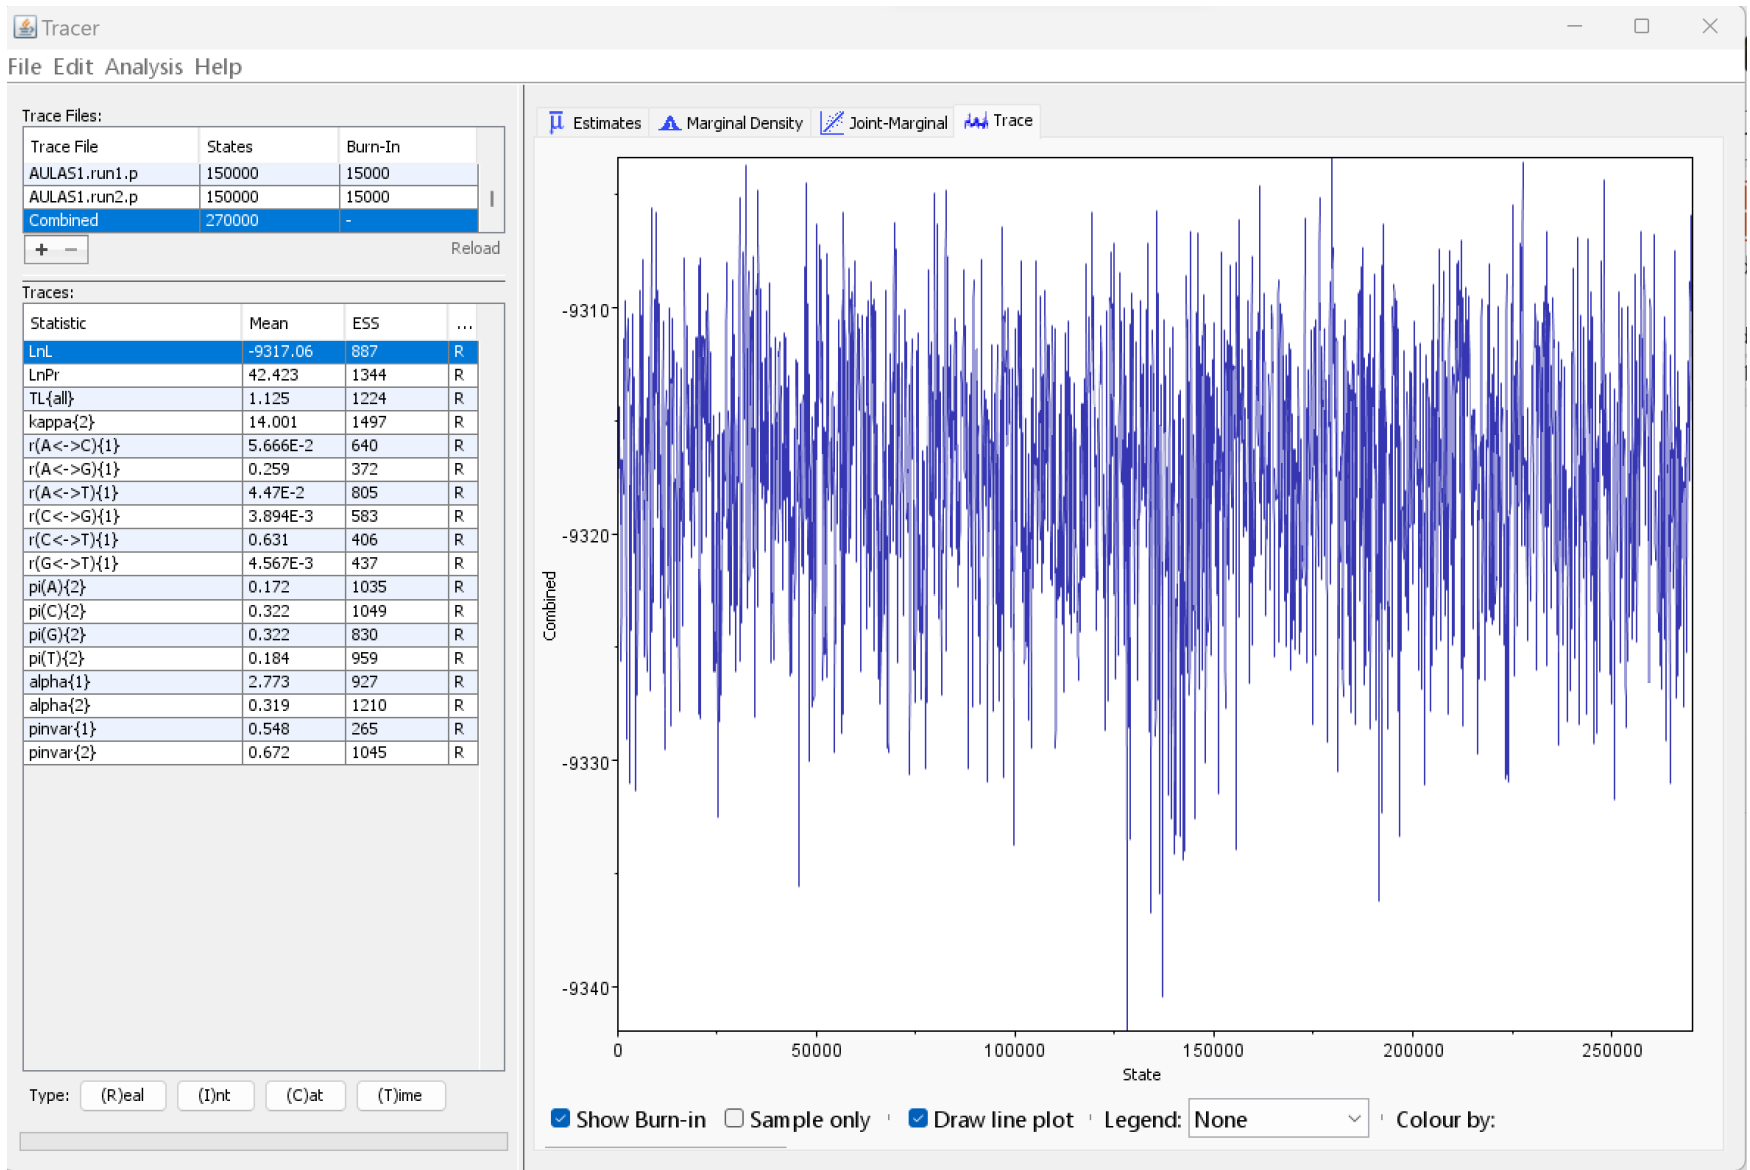 Tracer
File Edit Analysis Help
Trace Files:
Trace File States Burn-In
AULAS1.run1.p 150000 15000
AULAS1.run2.p 150000 15000
Combined 270000 -
+ − Reload
Traces:
Statistic Mean ESS ...
LnL -9317.06 887 R
LnPr 42.423 1344 R
TL{all} 1.125 1224 R
kappa{2} 14.001 1497 R
r(A<->C){1} 5.666E-2 640 R
r(A<->G){1} 0.259 372 R
r(A<->T){1} 4.47E-2 805 R
r(C<->G){1} 3.894E-3 583 R
r(C<->T){1} 0.631 406 R
r(G<->T){1} 4.567E-3 437 R
pi(A){2} 0.172 1035 R
pi(C){2} 0.322 1049 R
pi(G){2} 0.322 830 R
pi(T){2} 0.184 959 R
alpha{1} 2.773 927 R
alpha{2} 0.319 1210 R
pinvar{1} 0.548 265 R
pinvar{2} 0.672 1045 R
Type: (R)eal (I)nt (C)at (T)ime
Estimates Marginal Density Joint-Marginal Trace
-9310
-9320
-9330
-9340
Combined
0 50000 100000 150000 200000 250000
State
Show Burn-in Sample only Draw line plot Legend: None Colour by: